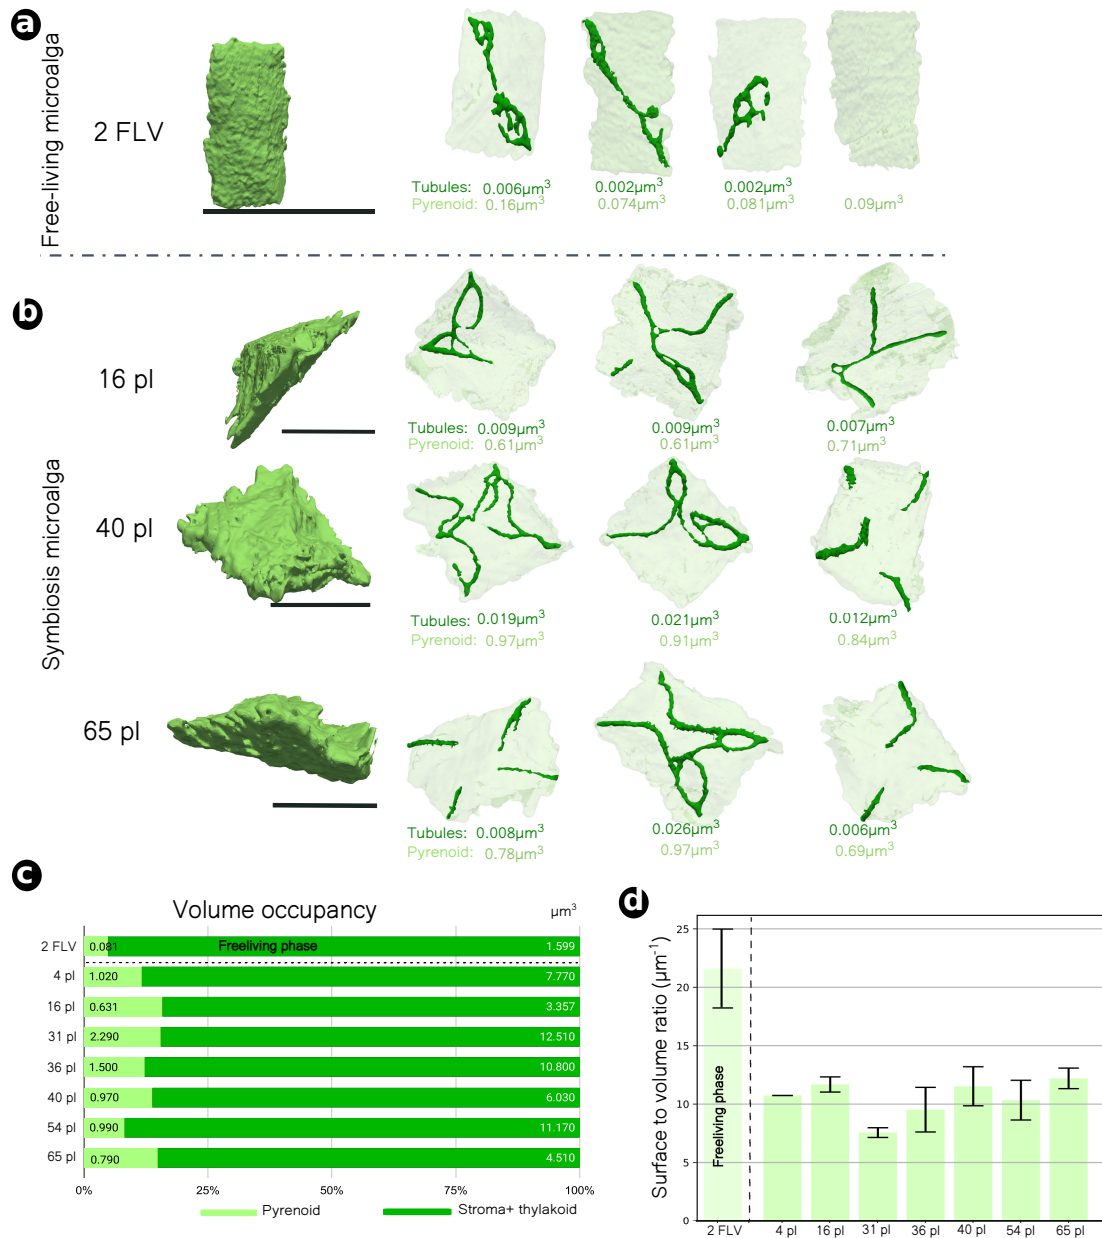 a
Free-living microalga
2 FLV
Tubules: 0.006µm³ 0.002µm³ 0.002µm³
Pyrenoid: 0.16µm³ 0.074µm³ 0.081µm³ 0.09µm³
b
Symbiosis microalga
16 pl
Tubules: 0.009µm³ 0.009µm³ 0.007µm³
Pyrenoid: 0.61µm³ 0.61µm³ 0.71µm³
40 pl
Tubules: 0.019µm³ 0.021µm³ 0.012µm³
Pyrenoid: 0.97µm³ 0.91µm³ 0.84µm³
65 pl
Tubules: 0.008µm³ 0.026µm³ 0.006µm³
Pyrenoid: 0.78µm³ 0.97µm³ 0.69µm³
c
Volume occupancy µm³
2 FLV 0.081 Freeliving phase 1.599
4 pl 1.020 7.770
16 pl 0.631 3.357
31 pl 2.290 12.510
36 pl 1.500 10.800
40 pl 0.970 6.030
54 pl 0.990 11.170
65 pl 0.790 4.510
0% 25% 50% 75% 100%
Pyrenoid Stroma+ thylakoid
d
Surface to volume ratio (µm⁻¹)
25
20
15
10
5
0
Freeliving phase
2 FLV 4 pl 16 pl 31 pl 36 pl 40 pl 54 pl 65 pl